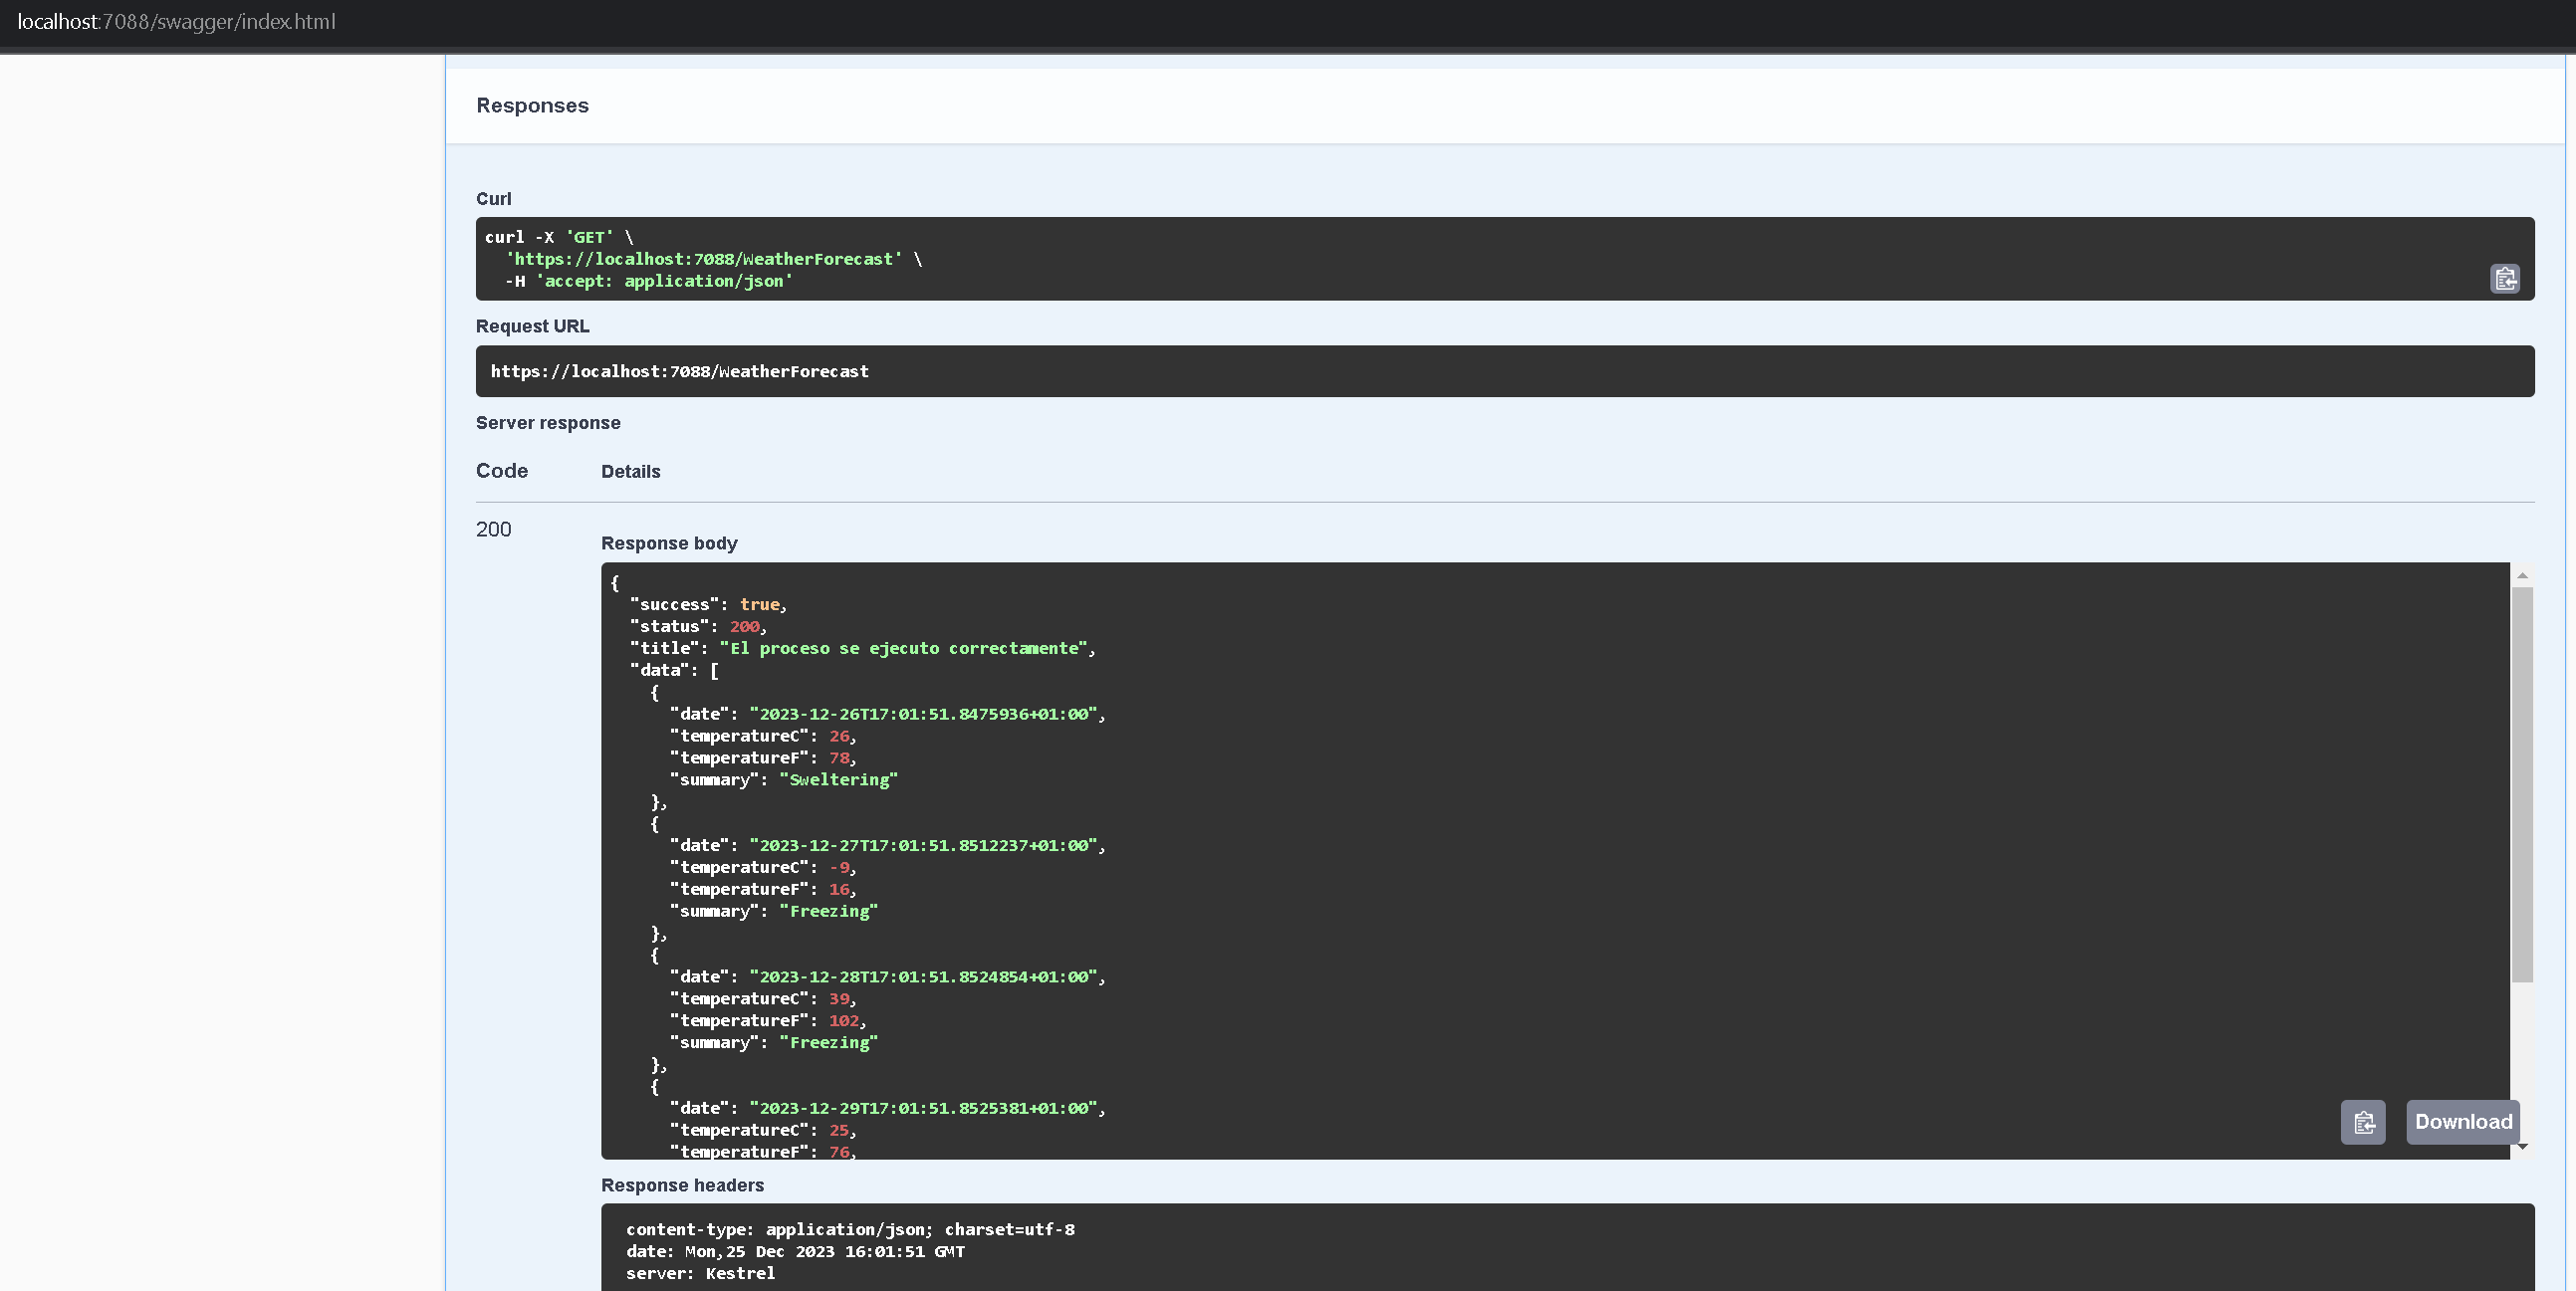 localhost:7088/swagger/index.html
Responses
Curl
curl -X 'GET' \
'https://localhost:7088/WeatherForecast' \
-H 'accept: application/json'
Request URL
https://localhost:7088/WeatherForecast
Server response
Code Details
200
Response body
{
"success": true,
"status": 200,
"title": "El proceso se ejecuto correctamente",
"data": [
{
"date": "2023-12-26T17:01:51.8475936+01:00",
"temperatureC": 26,
"temperatureF": 78,
"summary": "Sweltering"
},
{
"date": "2023-12-27T17:01:51.8512237+01:00",
"temperatureC": -9,
"temperatureF": 16,
"summary": "Freezing"
},
{
"date": "2023-12-28T17:01:51.8524854+01:00",
"temperatureC": 39,
"temperatureF": 102,
"summary": "Freezing"
},
{
"date": "2023-12-29T17:01:51.8525381+01:00",
"temperatureC": 25,
"temperatureF": 76,
Download
Response headers
content-type: application/json; charset=utf-8
date: Mon,25 Dec 2023 16:01:51 GMT
server: Kestrel